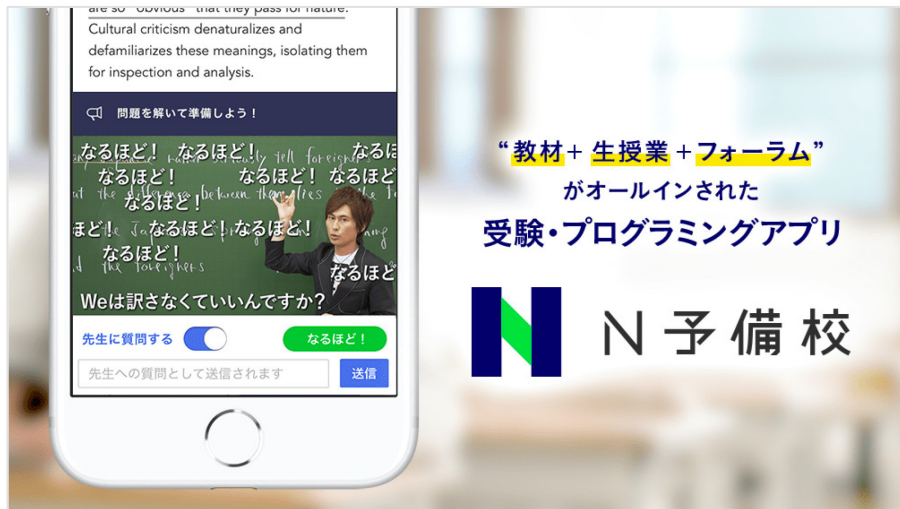 are so "obvious" that they pass for nature.
Cultural criticism denaturalizes and
defamiliarizes these meanings, isolating them
for inspection and analysis.
問題を解いて準備しよう！
なるほど！ なるほど！ なるほ
なるほど！ なるほど！ なるほど
なるほど！
ほど！ なるほど！ なるほど！
なるほど！
なるほど
tell foreigners
the difference between the
the foreigners
Weは訳さなくていいんですか？
先生に質問する
なるほど！
先生への質問として送信されます
送信
“教材＋生授業＋フォーラム”
がオールインされた
受験・プログラミングアプリ
N予備校